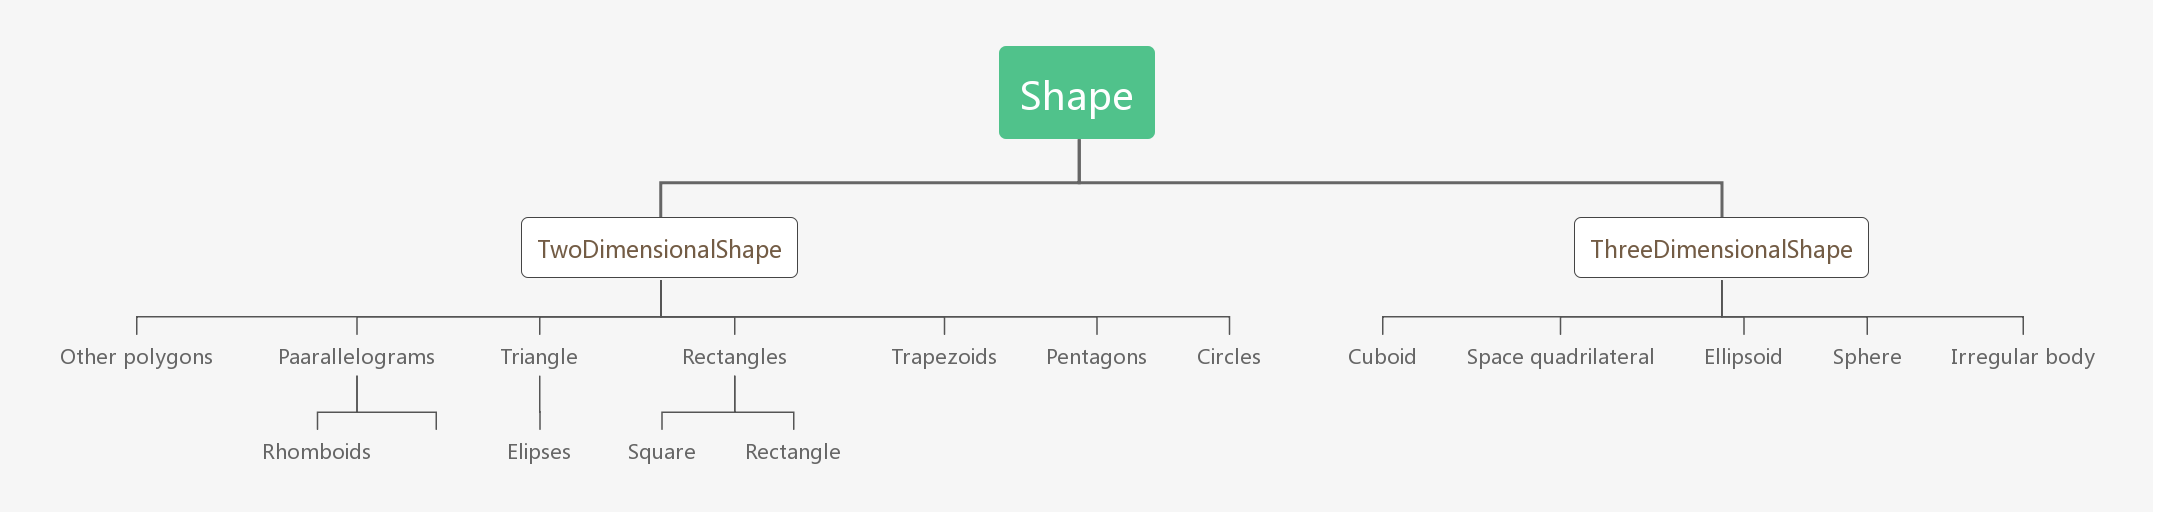 Shape
TwoDimensionalShape
ThreeDimensionalShape
Other polygons
Paarallelograms
Triangle
Rectangles
Trapezoids
Pentagons
Circles
Cuboid
Space quadrilateral
Ellipsoid
Sphere
Irregular body
Rhomboids
Elipses
Square
Rectangle